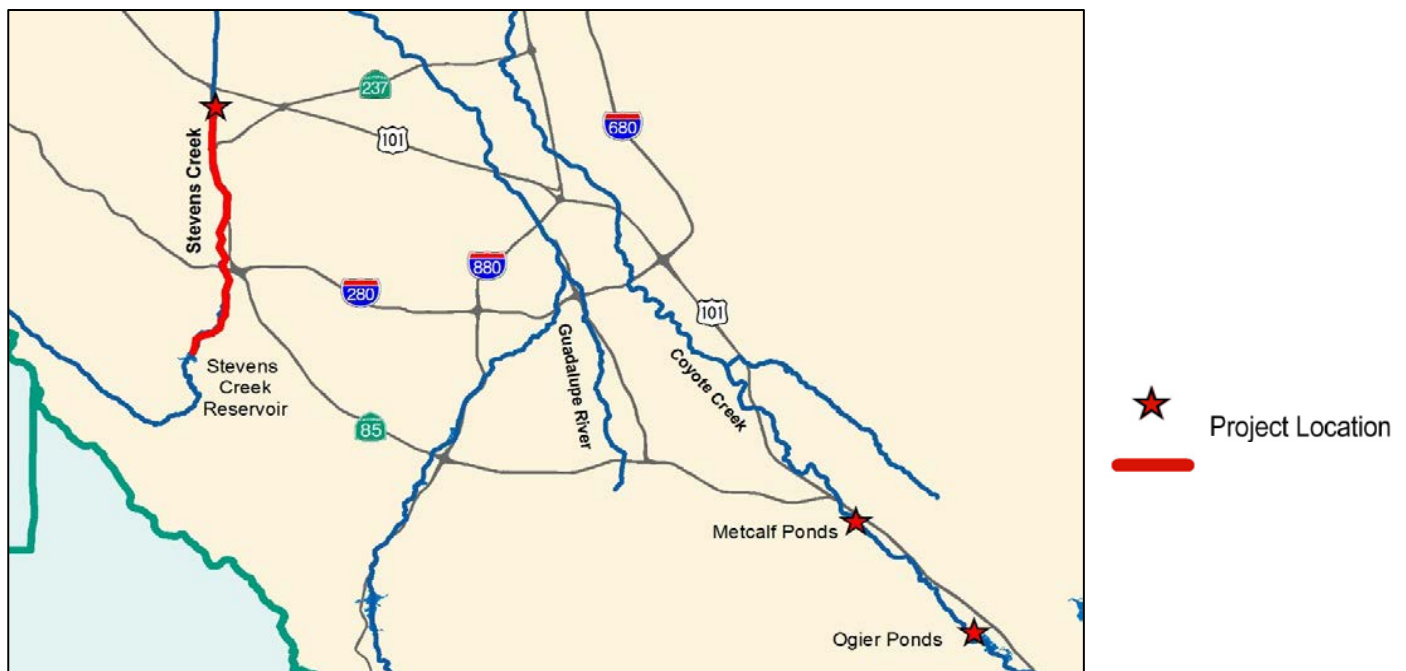 237
101
680
Stevens Creek
880
280
101
Guadalupe River
Coyote Creek
Stevens
Creek
Reservoir
85
Metcalf Ponds
Ogier Ponds
Project Location